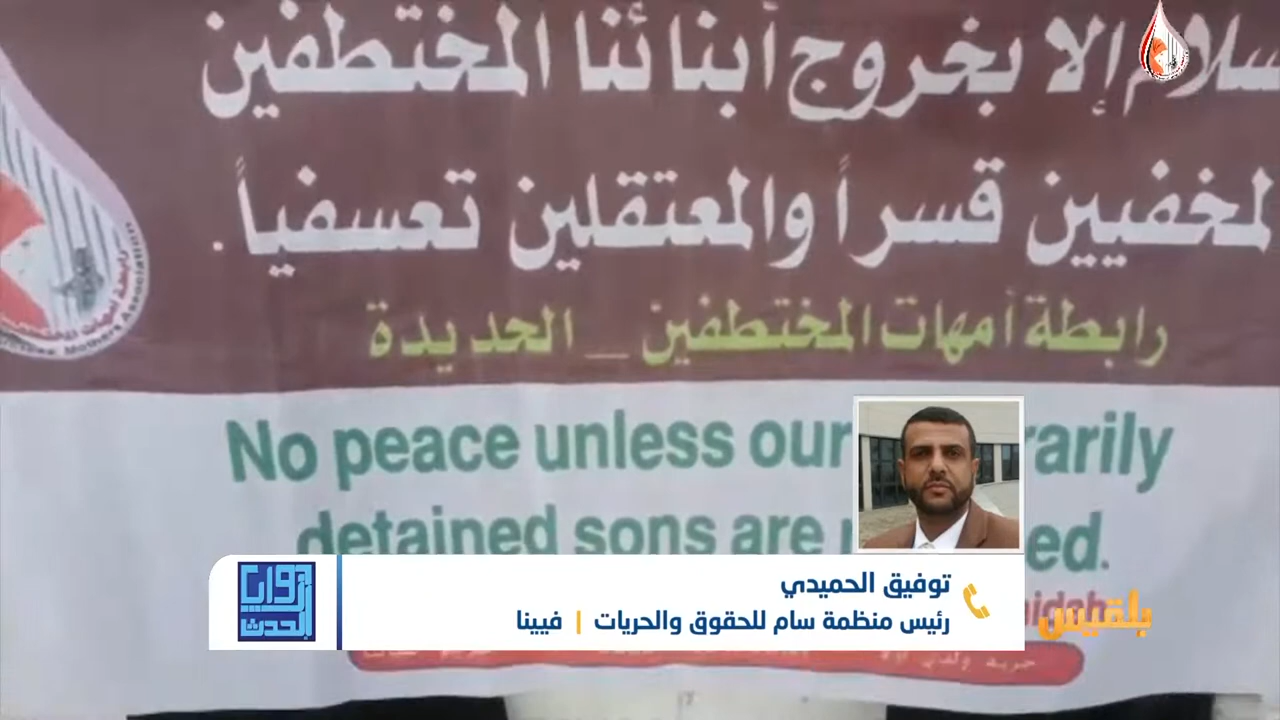 سلام إلا بخروج أبنائنا المختطفين
لمخفيين قسراً والمعتقلين تعسفياً.
رابطة أمهات المختطفين _ الحديدة
No peace unless our rarily
detained sons are ed.
توفيق الحميدي
رئيس منظمة سام للحقوق والحريات | فيينا
زوايا الحدث
بلقيس